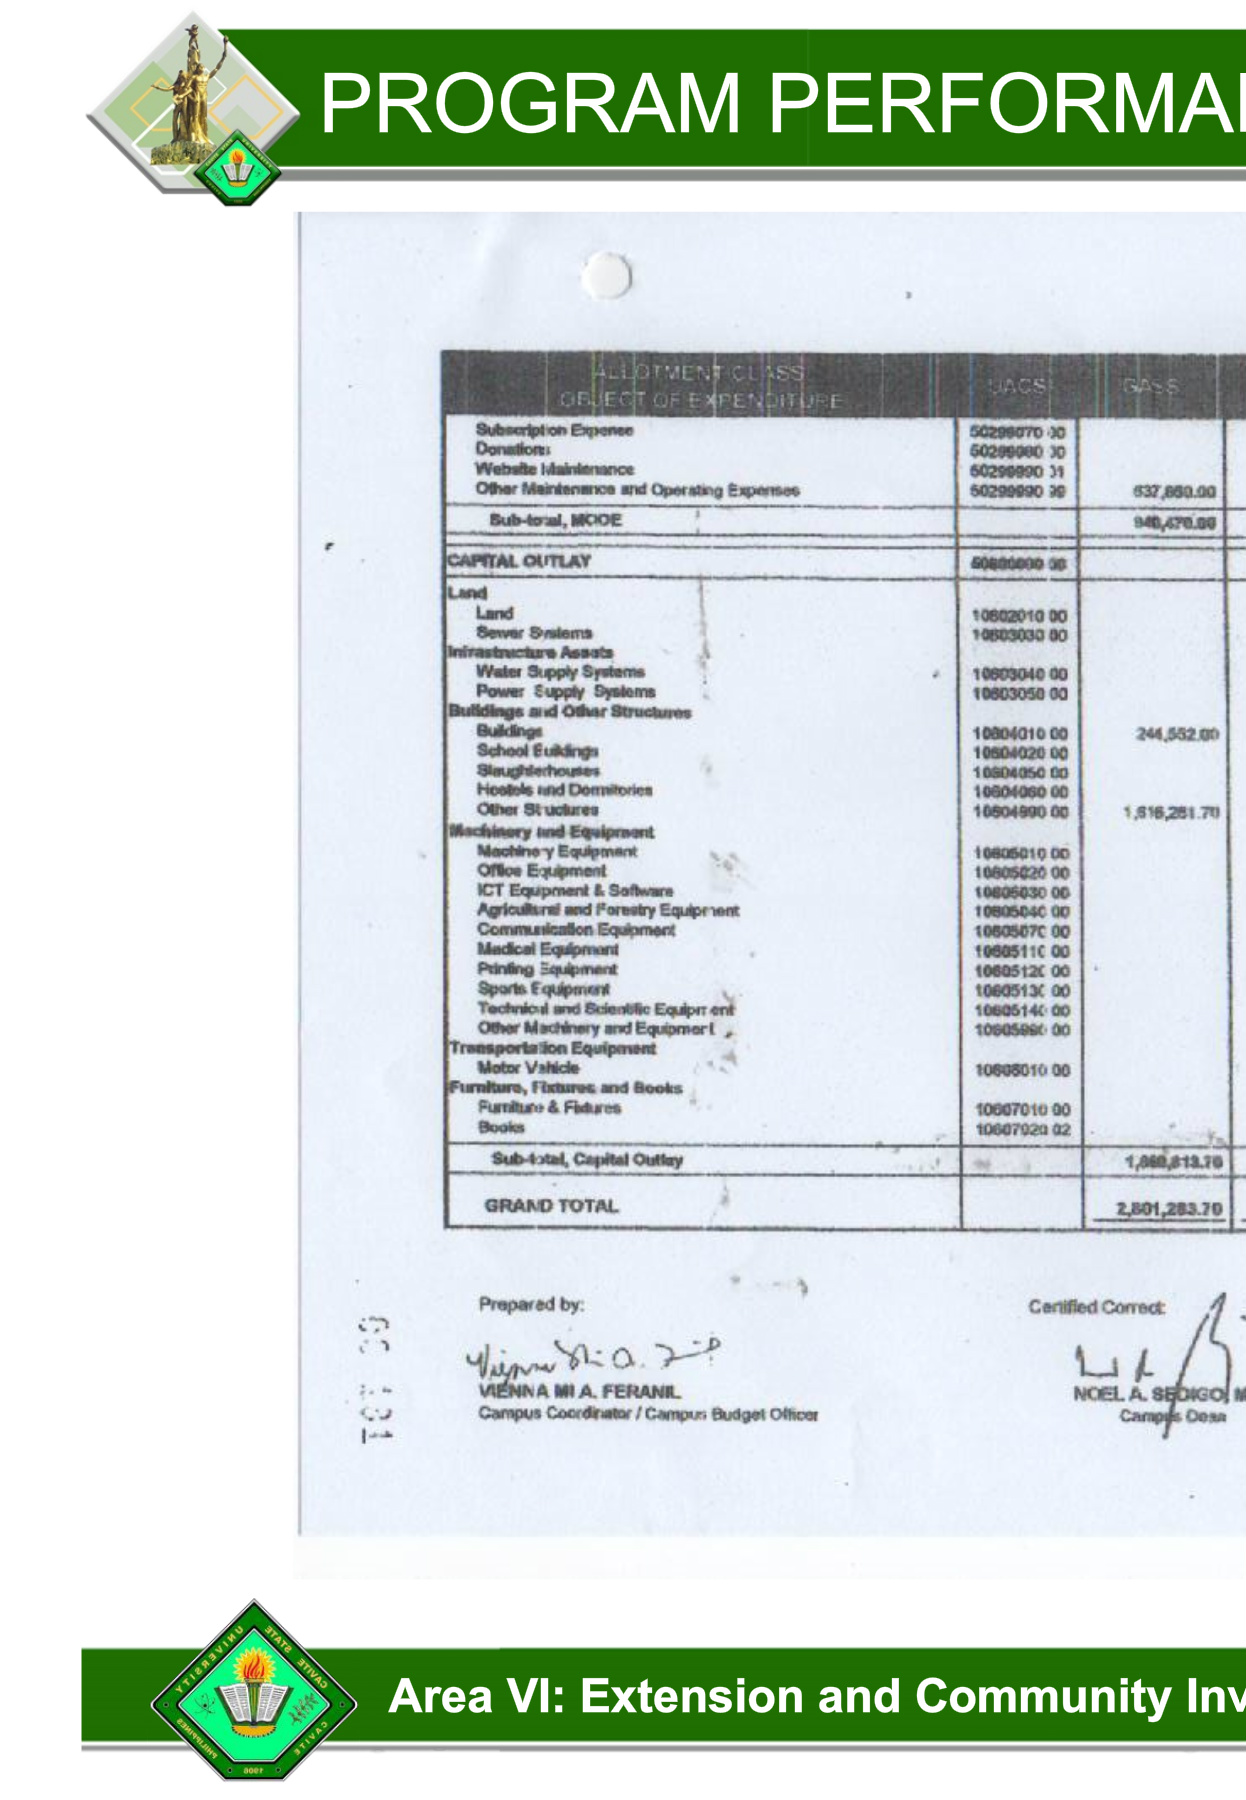 PROGRAM PERFORMA
ALLOTMENT CLASS
OBJECT OF EXPENDITURE
UACS
GASS
Subscription Expense 50299070 00
Donations 50299080 00
Website Maintenance 50299990 01
Other Maintenance and Operating Expenses 50299990 99
Sub-total, MOOE 940,470.00
CAPITAL OUTLAY
Land
Land 10602010 00
Sewer Systems 10603030 00
Infrastructure Assets
Water Supply Systems 10603040 00
Power Supply Systems 10603050 00
Buildings and Other Structures
Buildings 10604010 00 244,552.00
School Buildings 10604020 00
Slaughterhouses 10604050 00
Hostels and Dormitories 10604060 00
Other Structures 10604990 00 1,616,261.70
Machinery and Equipment
Machinery Equipment 10605010 00
Office Equipment 10605020 00
ICT Equipment & Software 10605030 00
Agricultural and Forestry Equipment 10605040 00
Communication Equipment 10605070 00
Medical Equipment 10605110 00
Printing Equipment 10605120 00
Sports Equipment 10605130 00
Technical and Scientific Equipment 10605140 00
Other Machinery and Equipment 10605990 00
Transportation Equipment
Motor Vehicle 10606010 00
Furniture, Fixtures and Books
Furniture & Fixtures 10607010 00
Books 10607020 02
Sub-total, Capital Outlay 1,860,813.70
GRAND TOTAL 2,801,283.70
Prepared by:
Certified Correct:
VIENNA MI A. FERANIL
NOEL A. SEDIGO, M
Campus Coordinator / Campus Budget Officer
Campus Dean
CAVITE STATE UNIVERSITY
CAVITE
PHILIPPINES
1906
Area VI: Extension and Community Inv